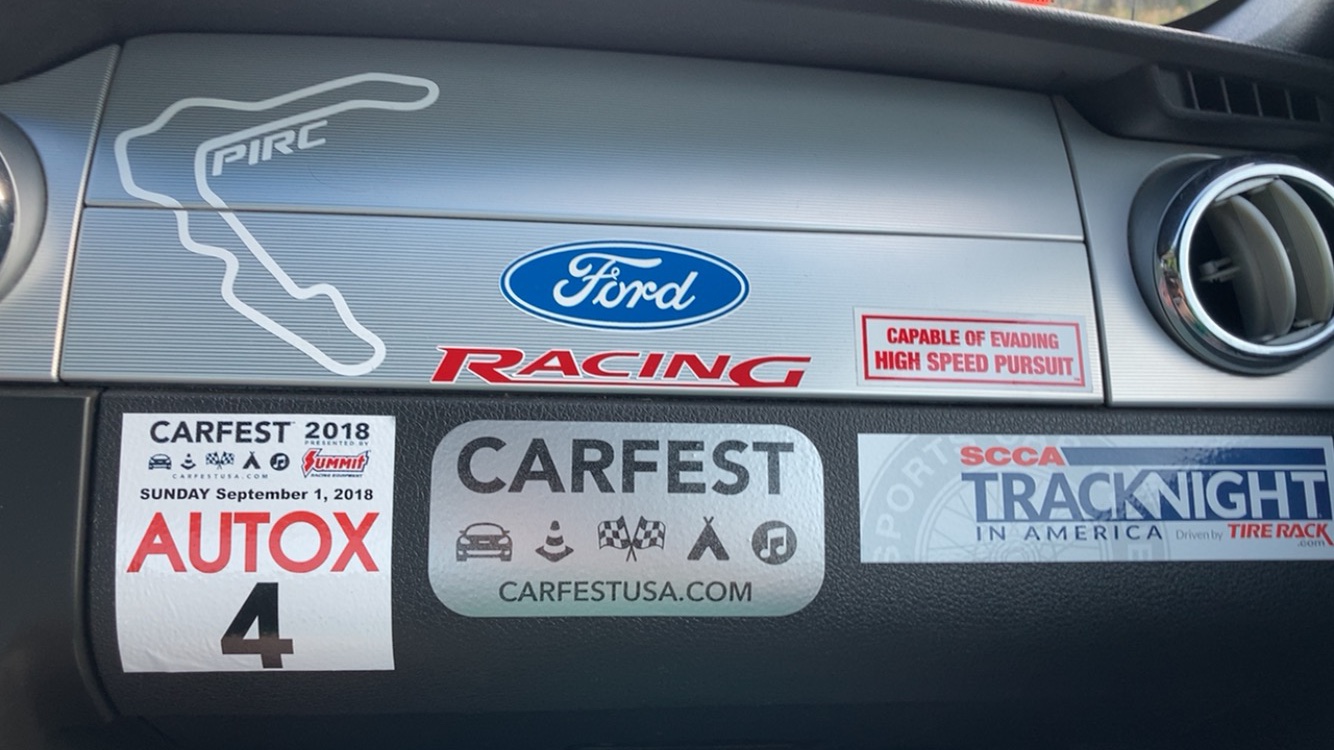 PIRC
Ford
RACING
CAPABLE OF EVADING
HIGH SPEED PURSUIT
CARFEST 2018
PRESENTED BY
SUMMIT
RACING EQUIPMENT
CARFESTUSA.COM
SUNDAY September 1, 2018
AUTOX
4
CARFEST
CARFESTUSA.COM
SPORT
SCCA
TRACKNIGHT
IN AMERICA Driven by TIRE RACK
.com